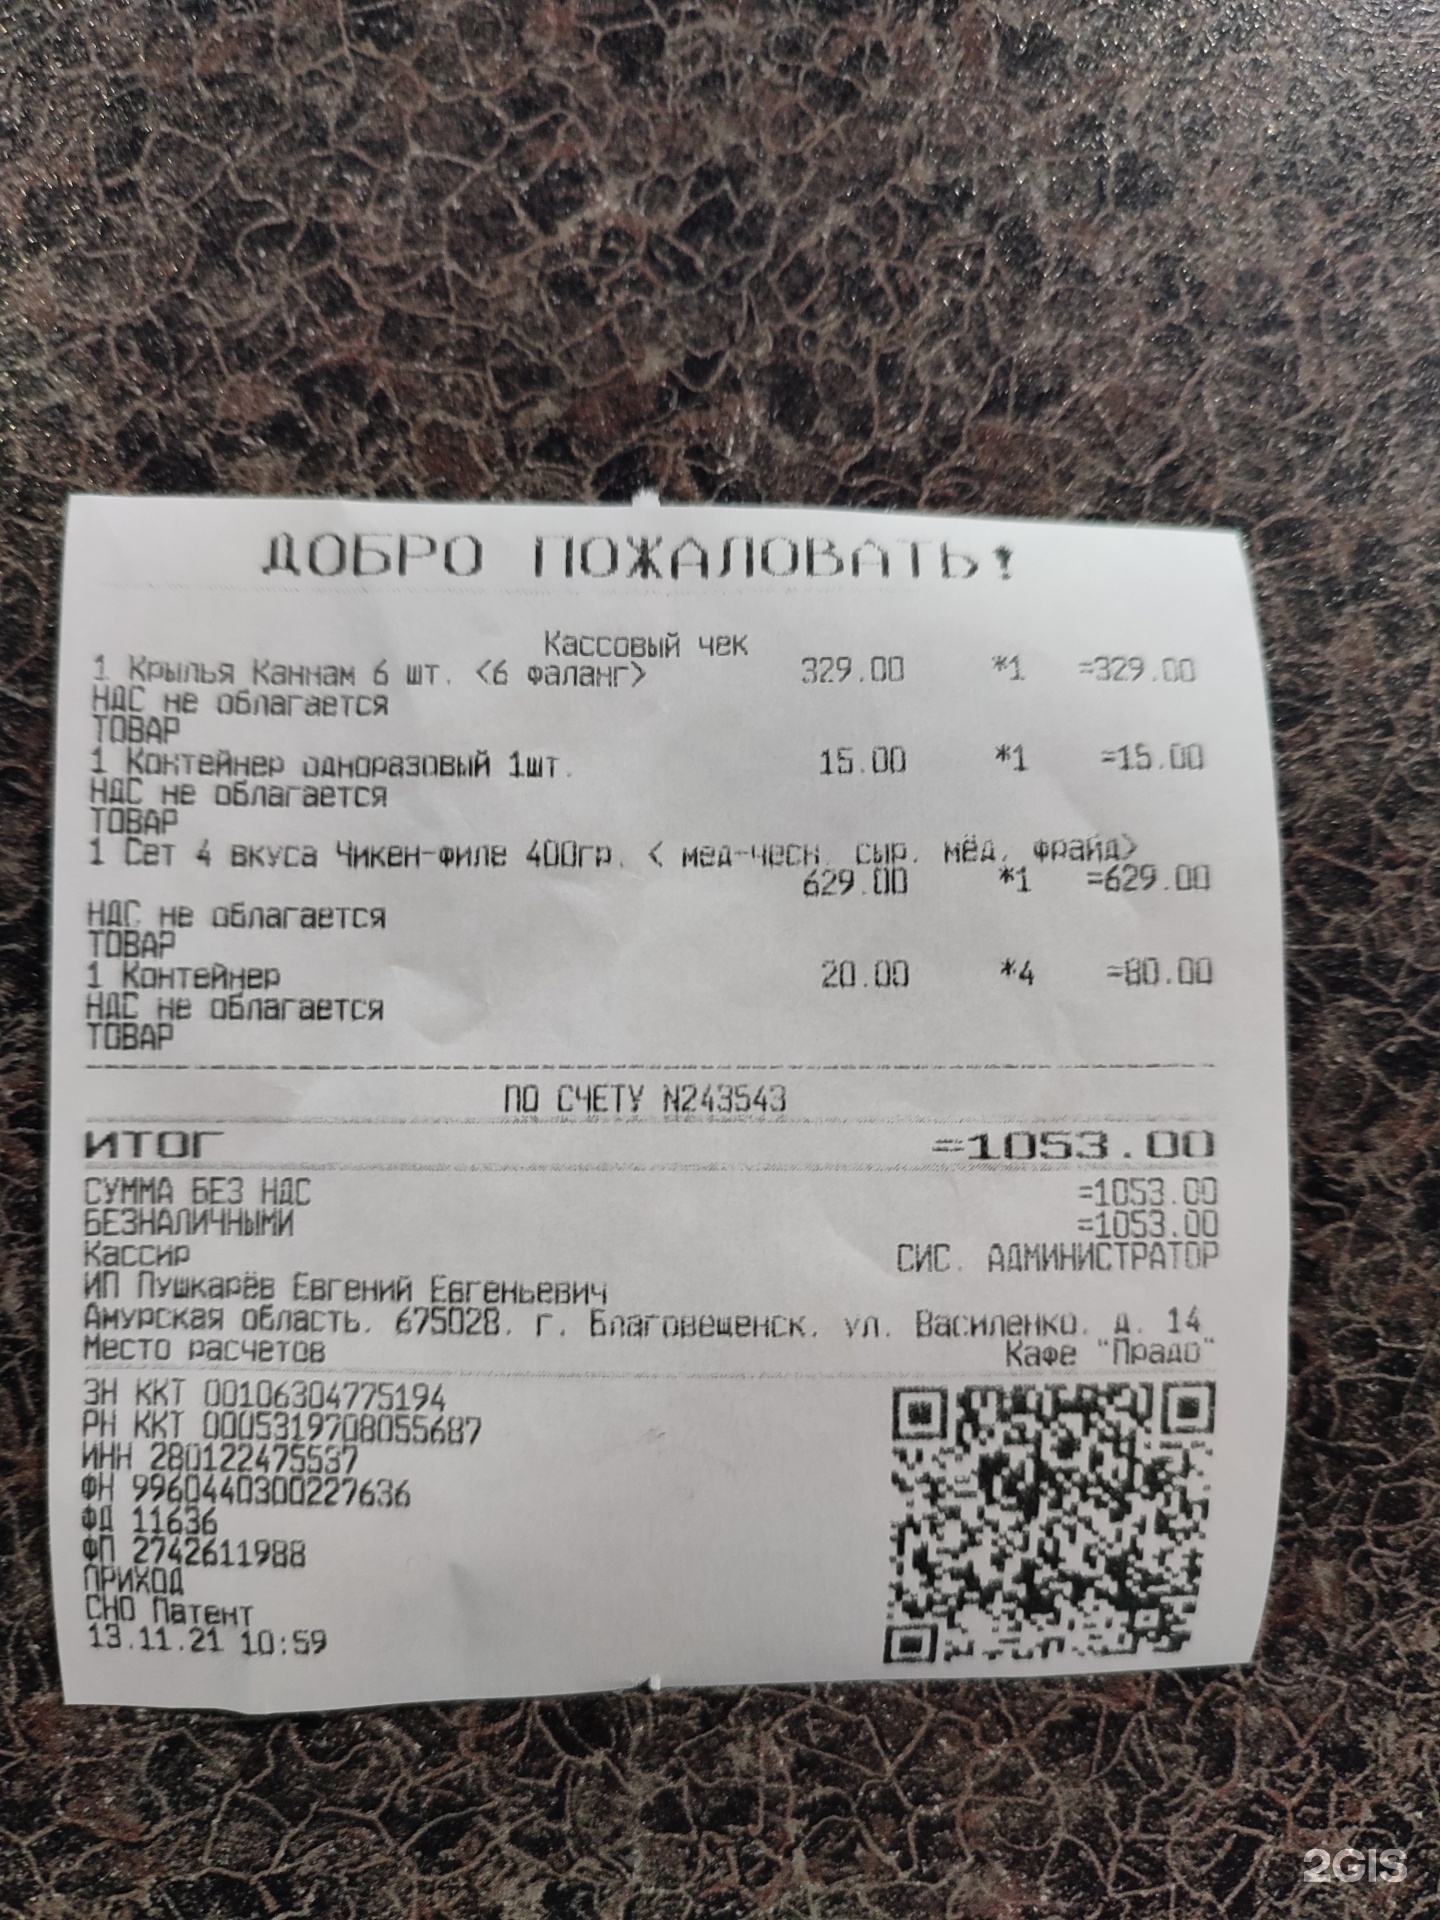 ДОБРО ПОЖАЛОВАТЬ!
Кассовый чек
1 Крылья Каннам 6 шт. <6 фаланг> 329.00 *1 =329.00
НДС не облагается
ТОВАР
1 Контейнер одноразовый 1шт. 15.00 *1 =15.00
НДС не облагается
ТОВАР
1 Сет 4 вкуса Чикен-филе 400гр. < мед-чесн. сыр. мёд. фрайд>
629.00 *1 =629.00
НДС не облагается
ТОВАР
1 Контейнер 20.00 *4 =80.00
НДС не облагается
ТОВАР
ПО СЧЕТУ N243543
ИТОГ =1053.00
СУММА БЕЗ НДС =1053.00
БЕЗНАЛИЧНЫМИ =1053.00
Кассир СИС. АДМИНИСТРАТОР
ИП Пушкарёв Евгений Евгеньевич
Амурская область. 675028. г. Благовещенск. ул. Василенко. д. 14
Место расчетов Кафе "Прадо"
ЗН ККТ 00106304775194
РН ККТ 0005319708055687
ИНН 280122475537
ФН 9960440300227636
ФД 11636
ФП 2742611988
ПРИХОД
СНО Патент
13.11.21 10:59
2GIS